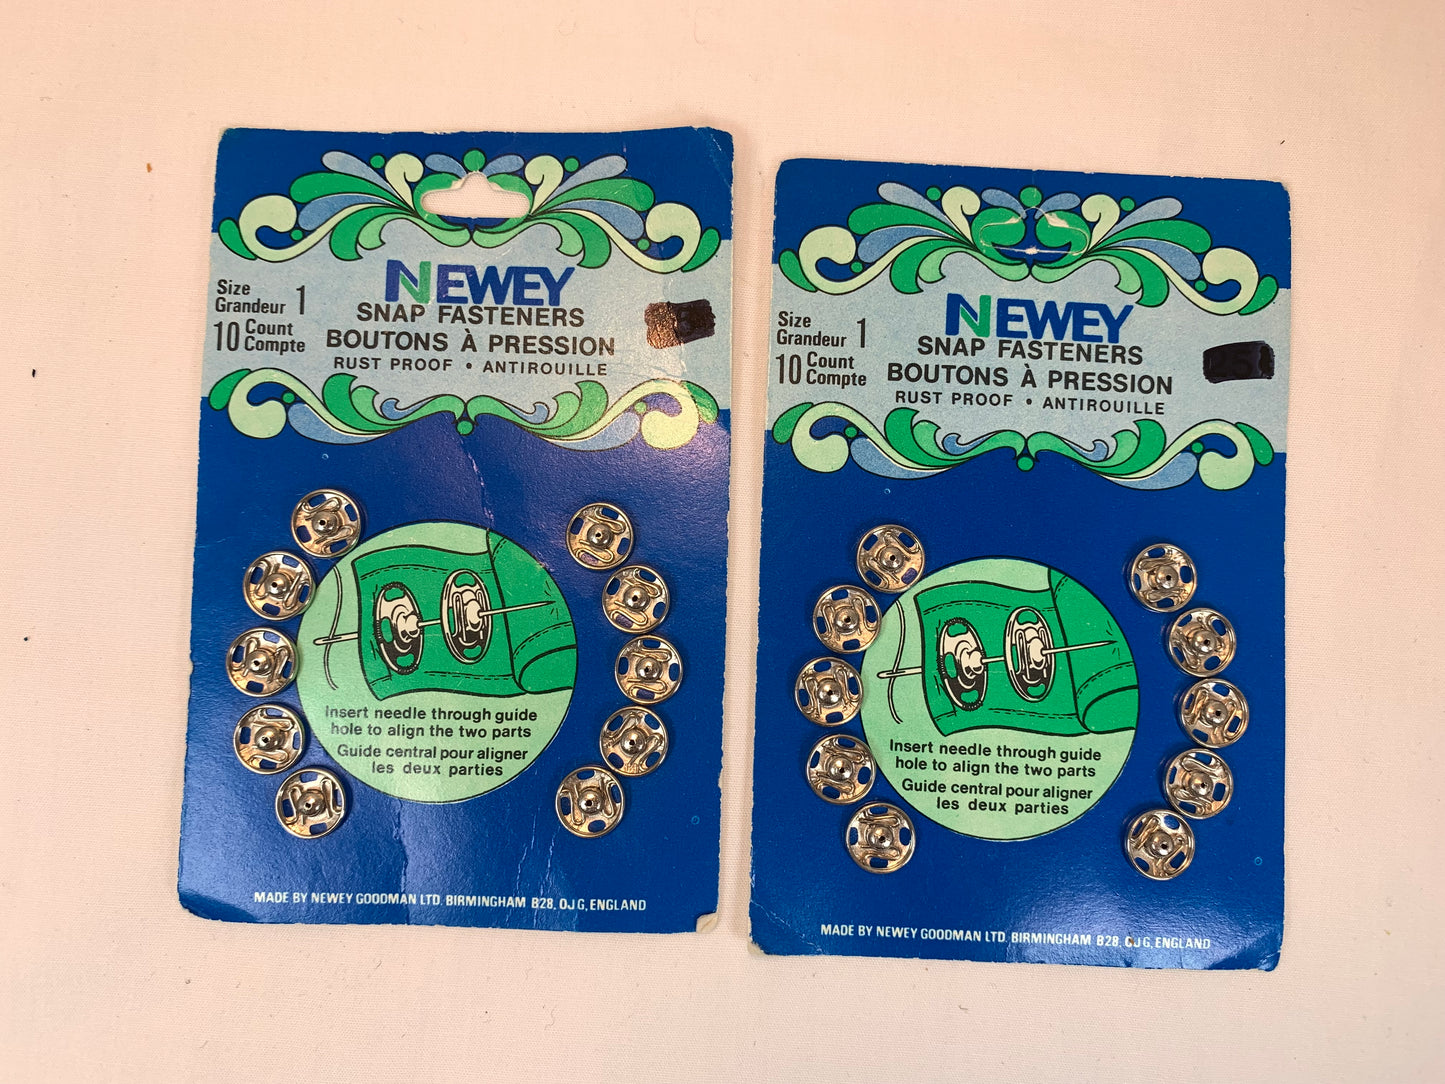 NEWEY
SNAP FASTENERS
BOUTONS À PRESSION
RUST PROOF • ANTIROUILLE
Size
Grandeur 1
10 Count
Compte
Insert needle through guide
hole to align the two parts
Guide central pour aligner
les deux parties
MADE BY NEWEY GOODMAN LTD. BIRMINGHAM B28, OJG, ENGLAND
NEWEY
SNAP FASTENERS
BOUTONS À PRESSION
RUST PROOF • ANTIROUILLE
Size
Grandeur 1
10 Count
Compte
Insert needle through guide
hole to align the two parts
Guide central pour aligner
les deux parties
MADE BY NEWEY GOODMAN LTD. BIRMINGHAM B28, OJG, ENGLAND